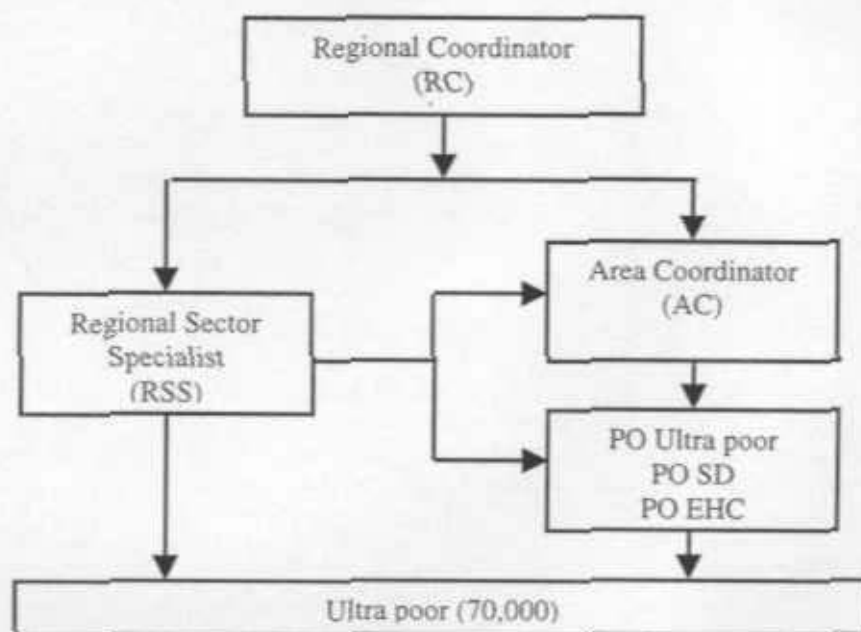 Regional Coordinator
(RC)
Area Coordinator
(AC)
Regional Sector
Specialist
(RSS)
PO Ultra poor
PO SD
PO EHC
Ultra poor (70,000)